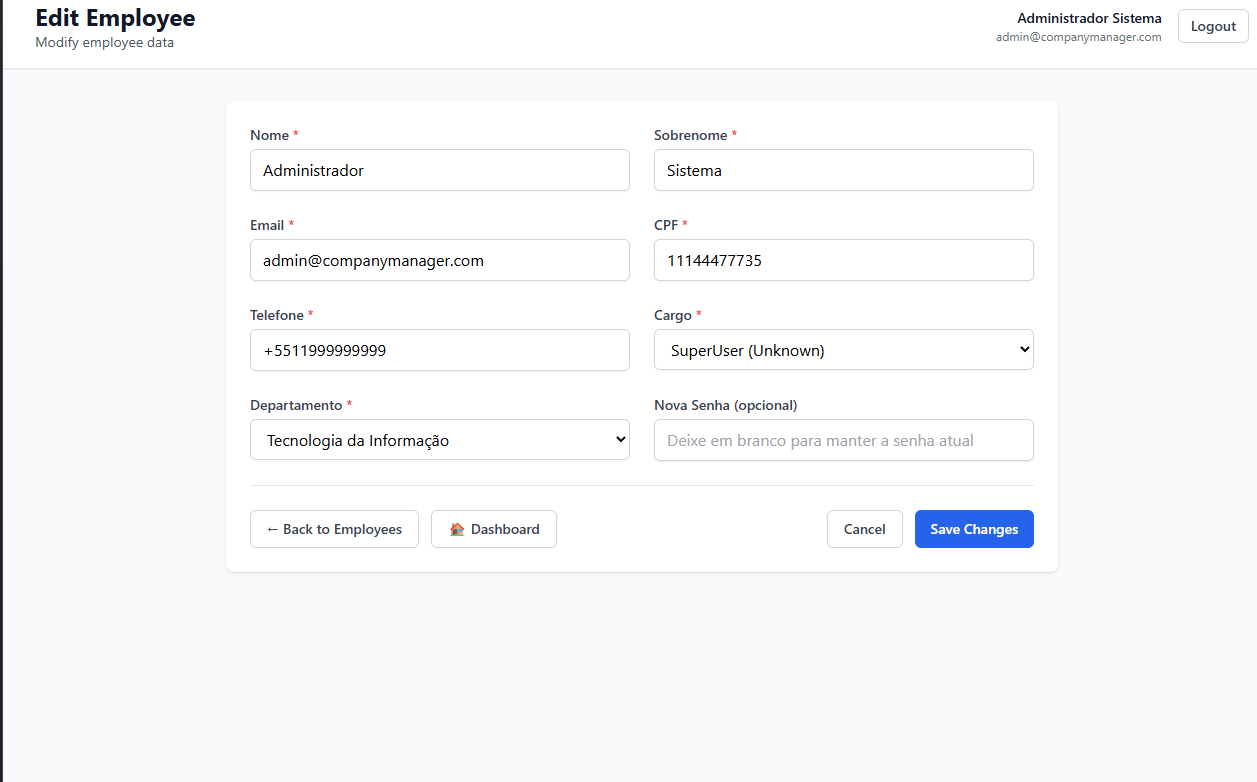 Edit Employee
Modify employee data
Administrador Sistema
admin@companymanager.com
Logout
Nome *
Sobrenome *
Administrador
Sistema
Email *
CPF *
admin@companymanager.com
11144477735
Telefone *
Cargo *
+5511999999999
SuperUser (Unknown)
Departamento *
Nova Senha (opcional)
Tecnologia da Informação
Deixe em branco para manter a senha atual
← Back to Employees
🏠 Dashboard
Cancel
Save Changes